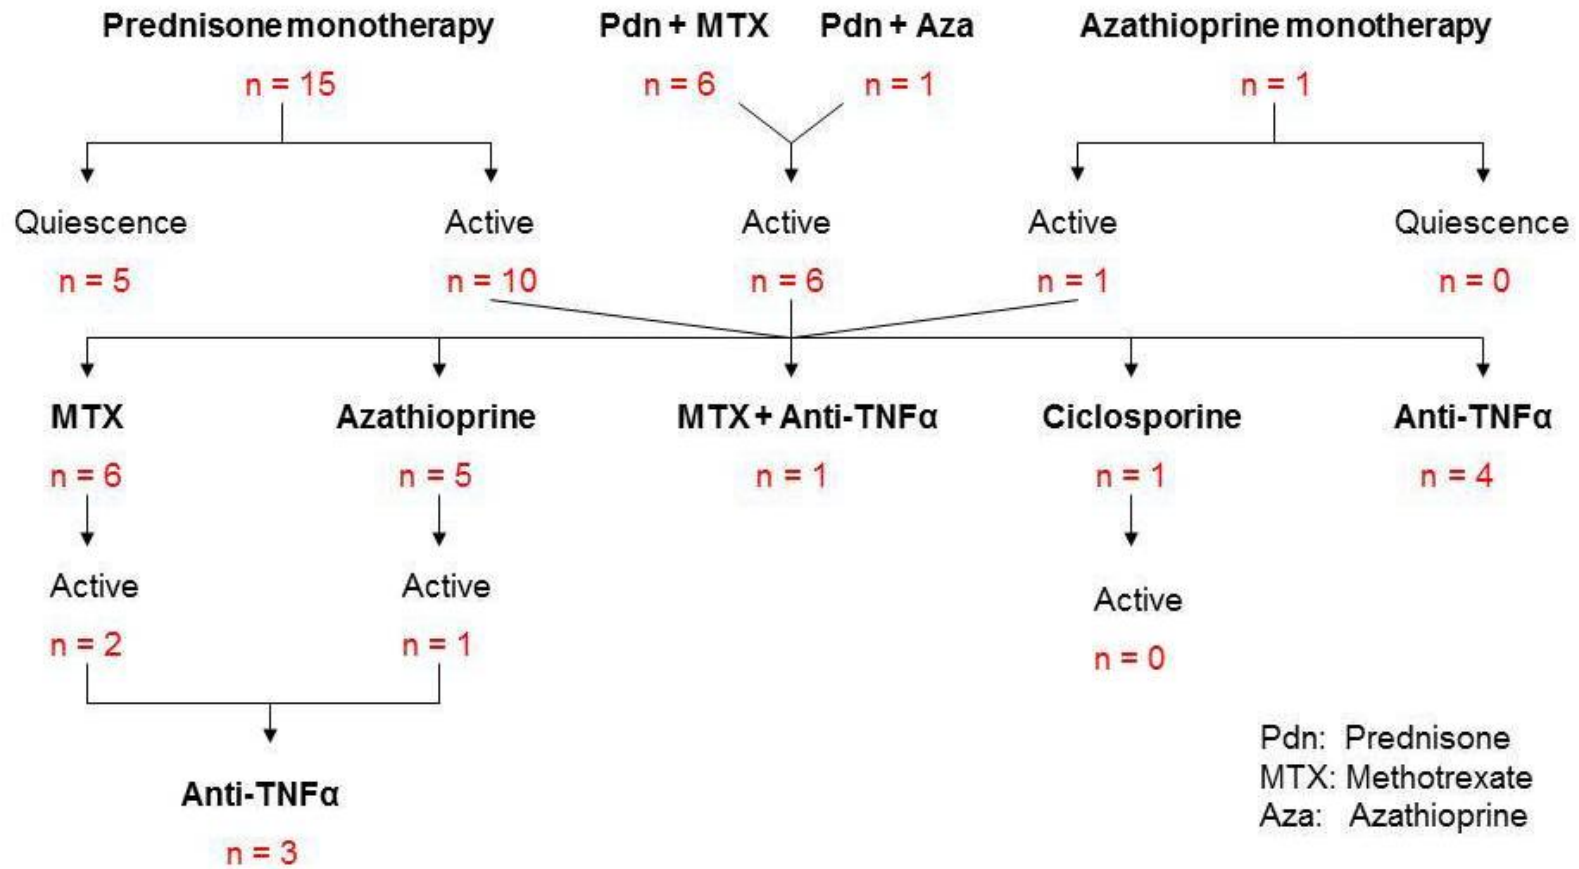 Prednisone monotherapy Pdn + MTX Pdn + Aza Azathioprine monotherapy
n = 15 n = 6 n = 1 n = 1
Quiescence Active Active Active Quiescence
n = 5 n = 10 n = 6 n = 1 n = 0
MTX Azathioprine MTX + Anti-TNFα Ciclosporine Anti-TNFα
n = 6 n = 5 n = 1 n = 1 n = 4
Active Active Active
n = 2 n = 1 n = 0
Anti-TNFα
n = 3
Pdn: Prednisone
MTX: Methotrexate
Aza: Azathioprine